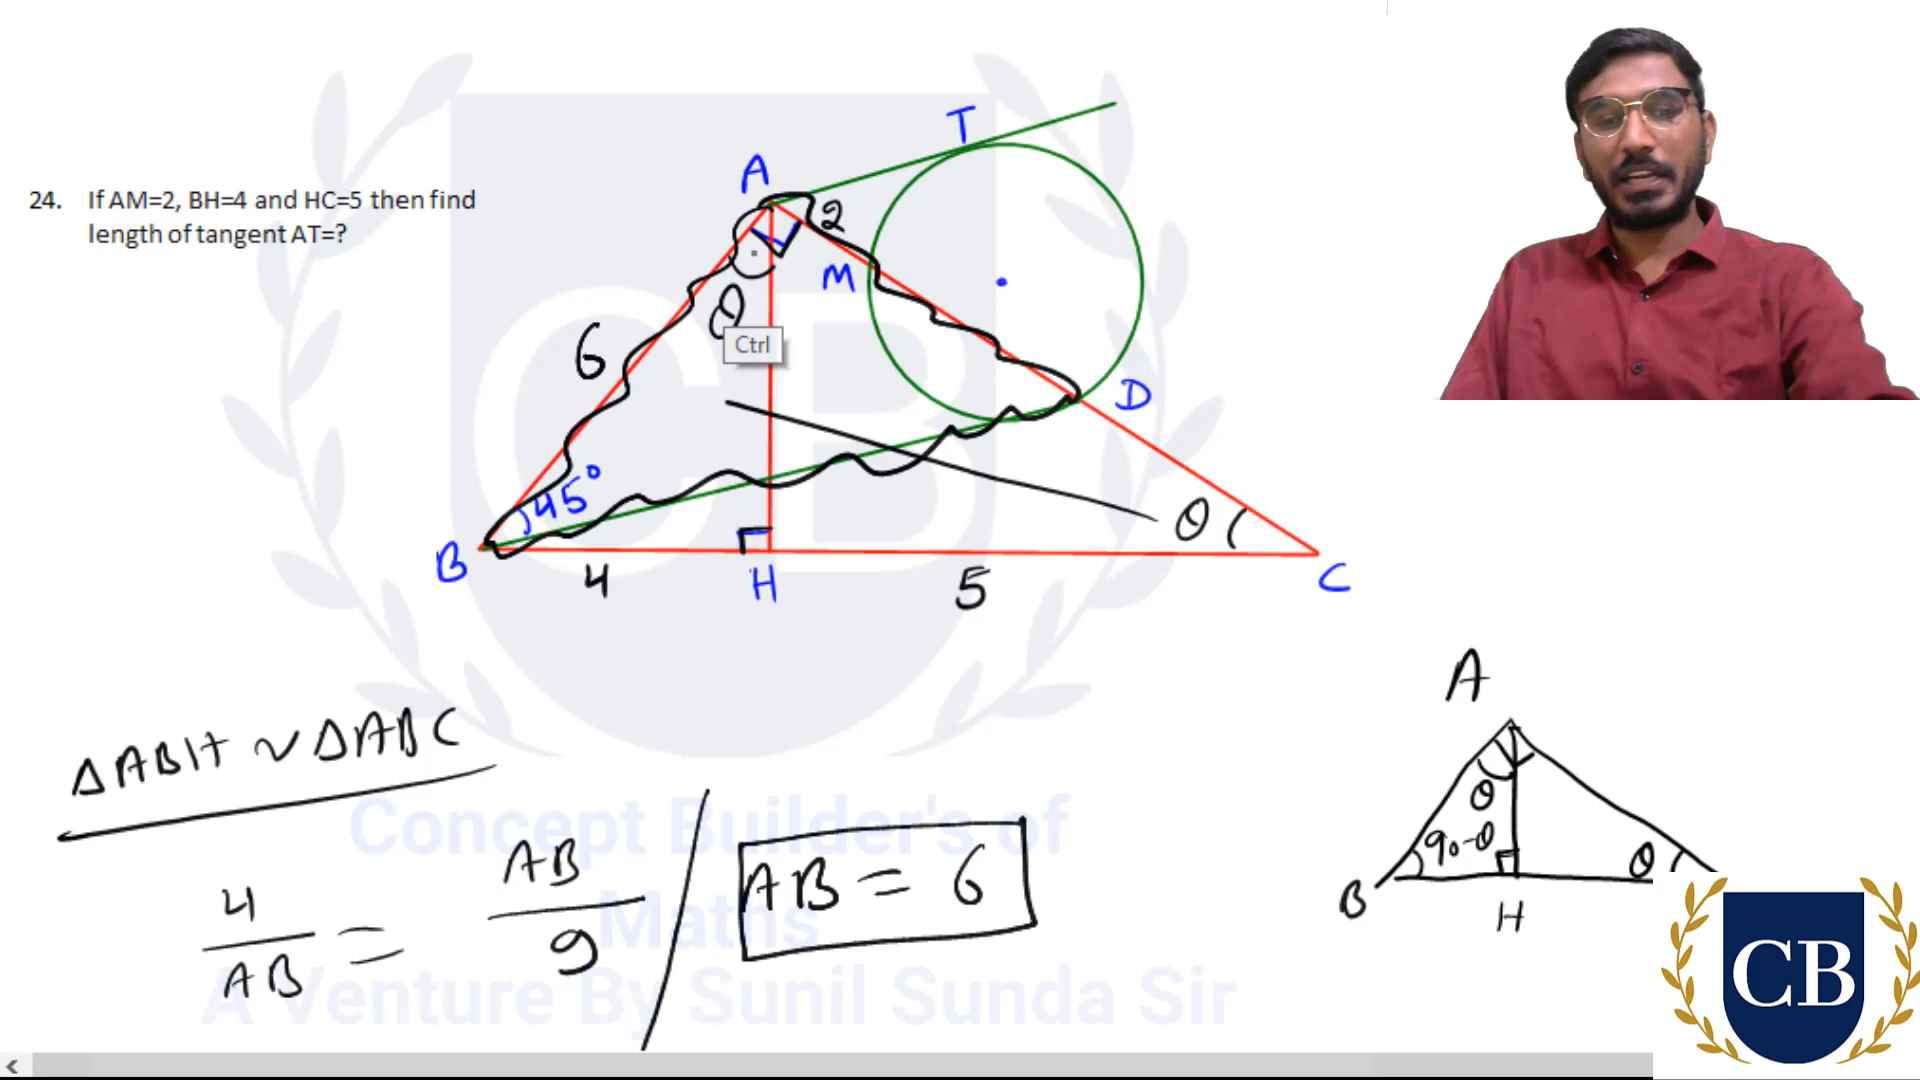 24. If AM=2, BH=4 and HC=5 then find
length of tangent AT=?
T
A
2
M
6
θ
Ctrl
D
45°
θ
B
4
H
5
C
A
ΔABH ~ ΔABC
θ
90-θ
θ
B
H
4/AB = AB/9
AB = 6
Concept Builder's of
Maths
A Venture By Sunil Sunda Sir
CB
CB